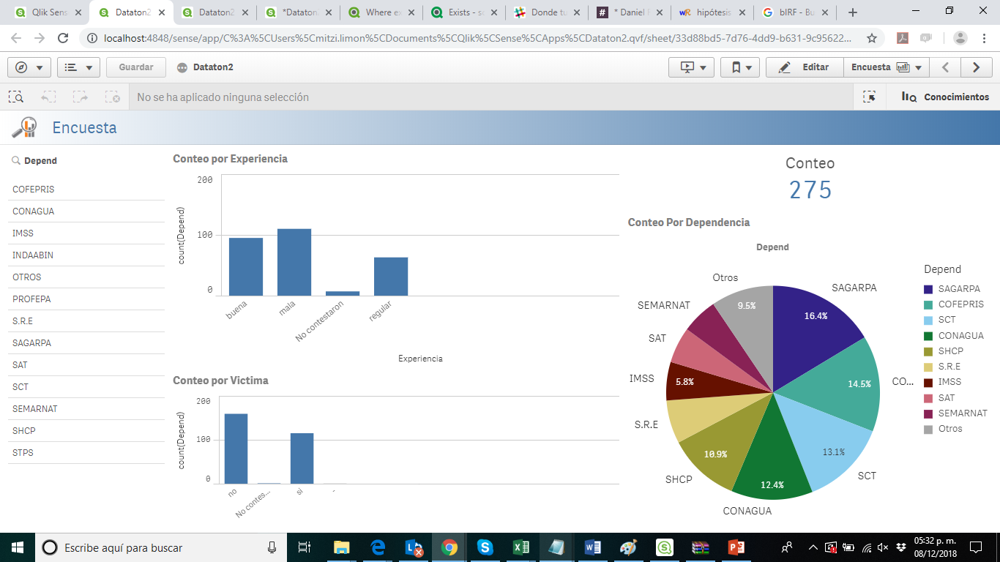 Qlik Sens
Dataton2
Dataton2
*Dataton
Where ex
Exists - sc
Donde tu
* Daniel
hipótesis
bIRF - Bu
localhost:4848/sense/app/C%3A%5CUsers%5Cmitzi.limon%5CDocuments%5CQlik%5CSense%5CApps%5CDataton2.qvf/sheet/33d88bd5-7d76-4dd9-b631-9c95622...
Guardar
Dataton2
Editar
Encuesta
No se ha aplicado ninguna selección
Conocimientos
Encuesta
Depend
COFEPRIS
CONAGUA
IMSS
INDAABIN
OTROS
PROFEPA
S.R.E
SAGARPA
SAT
SCT
SEMARNAT
SHCP
STPS
Conteo por Experiencia
count(Depend)
200
100
0
buena
mala
No contestaron
regular
Experiencia
Conteo por Victima
count(Depend)
200
100
0
no
No contes...
si
-
Conteo
275
Conteo Por Dependencia
Depend
Otros
SAGARPA
SEMARNAT
SAT
IMSS
S.R.E
SHCP
CONAGUA
SCT
CO...
9.5%
16.4%
14.5%
5.8%
13.1%
10.9%
12.4%
Depend
SAGARPA
COFEPRIS
SCT
CONAGUA
SHCP
S.R.E
IMSS
SAT
SEMARNAT
Otros
Escribe aquí para buscar
05:32 p. m.
08/12/2018